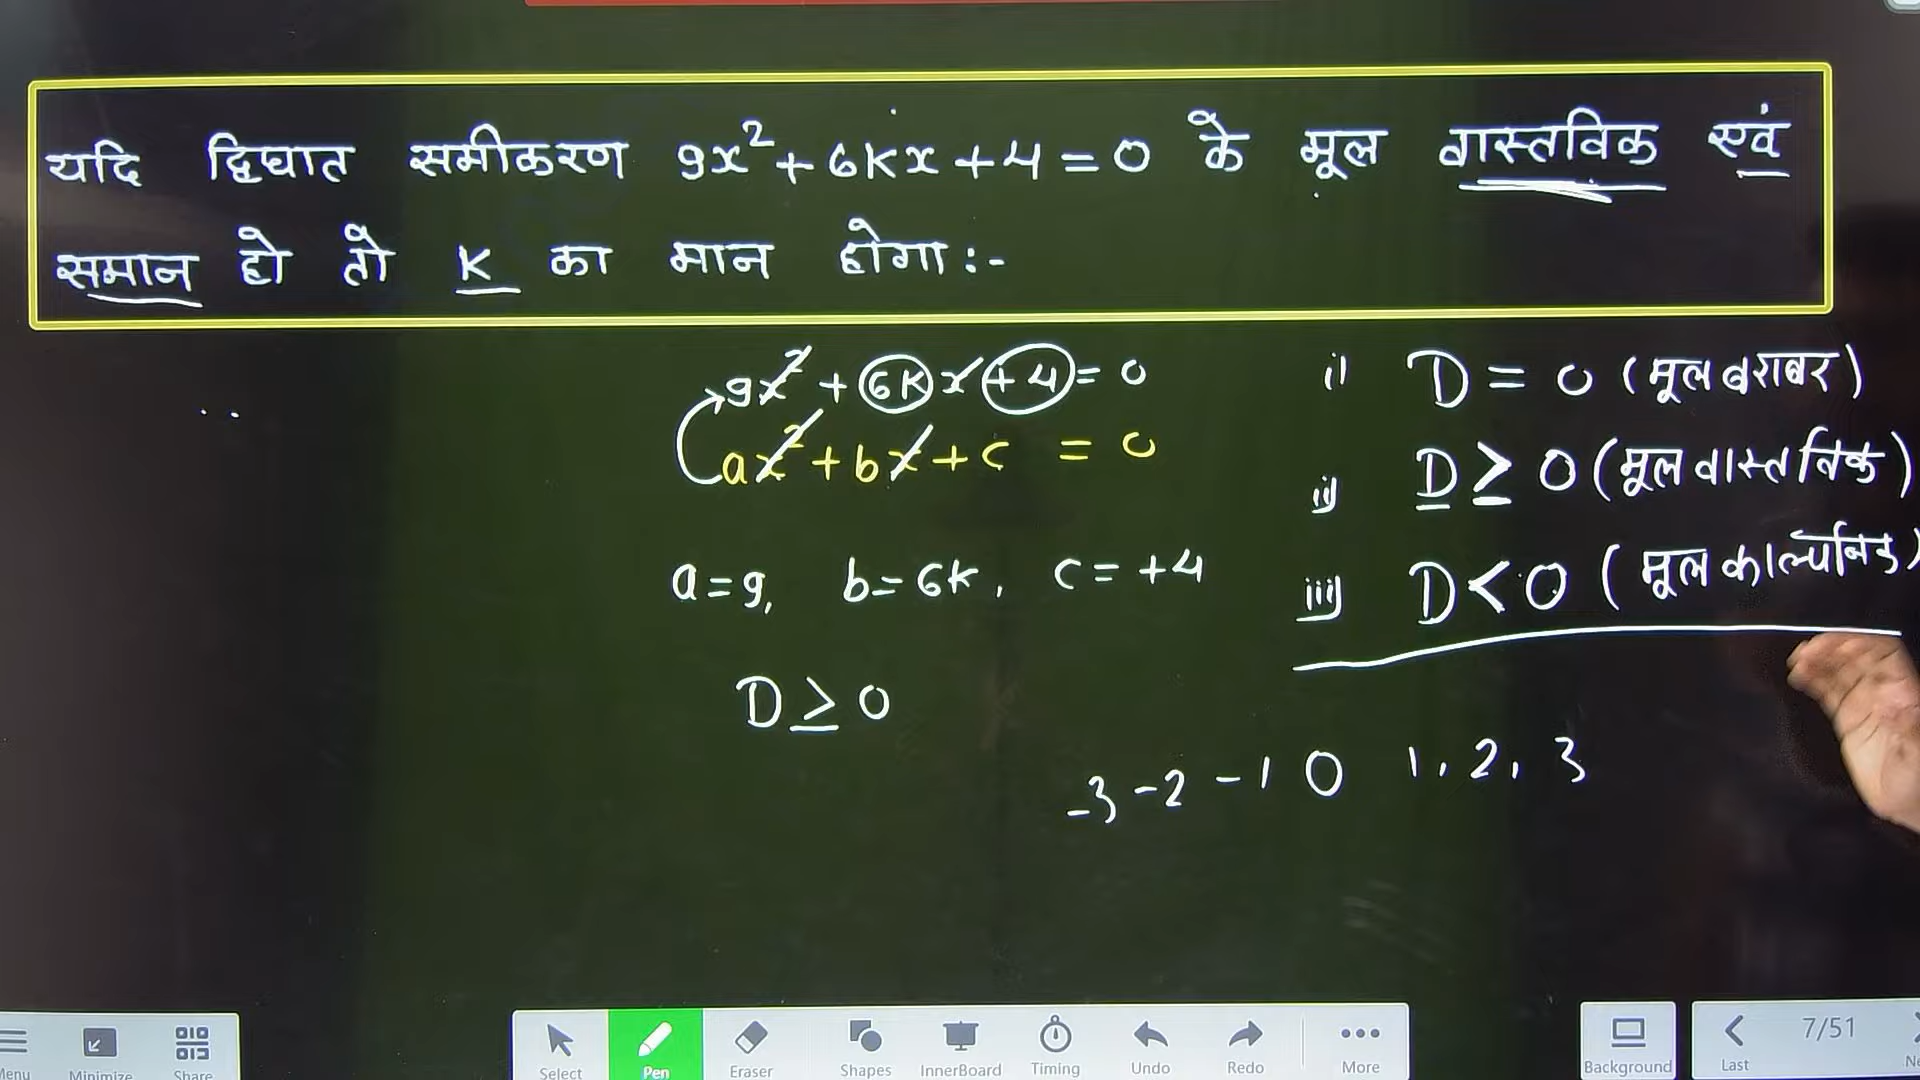 यदि द्विघात समीकरण 9x² + 6Kx + 4 = 0 के मूल वास्तविक एवं
समान हो तो K का मान होगा :-
9x² + 6K x + 4 = 0
ax² + bx + c = 0
a = 9, b = 6K, c = +4
D ≥ 0
i) D = 0 (मूल बराबर)
ii) D ≥ 0 (मूल वास्तविक)
iii) D < 0 (मूल काल्पनिक)
-3 -2 -1 0 1, 2, 3
Menu Minimize Share Select Pen Eraser Shapes InnerBoard Timing Undo Redo More Background Last 7/51